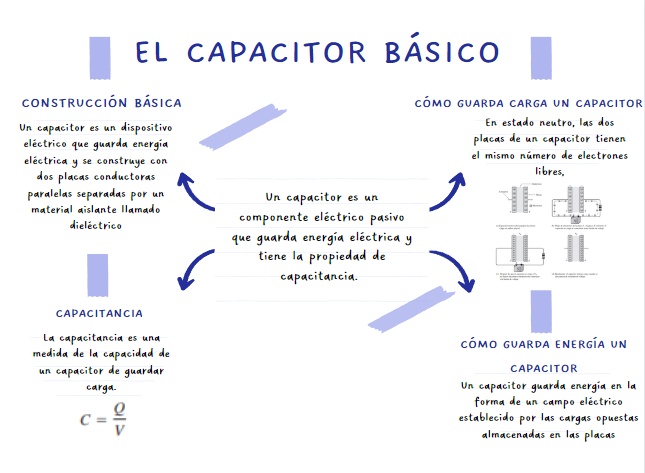 EL CAPACITOR BÁSICO
CONSTRUCCIÓN BÁSICA
Un capacitor es un dispositivo
eléctrico que guarda energía
eléctrica y se construye con
dos placas conductoras
paralelas separadas por un
material aislante llamado
dieléctrico
CÓMO GUARDA CARGA UN CAPACITOR
En estado neutro, las dos
placas de un capacitor tienen
el mismo número de electrones
libres,
Un capacitor es un
componente eléctrico pasivo
que guarda energía eléctrica y
tiene la propiedad de
capacitancia.
CAPACITANCIA
La capacitancia es una
medida de la capacidad de
un capacitor de guardar
carga.
C = Q/V
CÓMO GUARDA ENERGÍA UN
CAPACITOR
Un capacitor guarda energía en la
forma de un campo eléctrico
establecido por las cargas opuestas
almacenadas en las placas